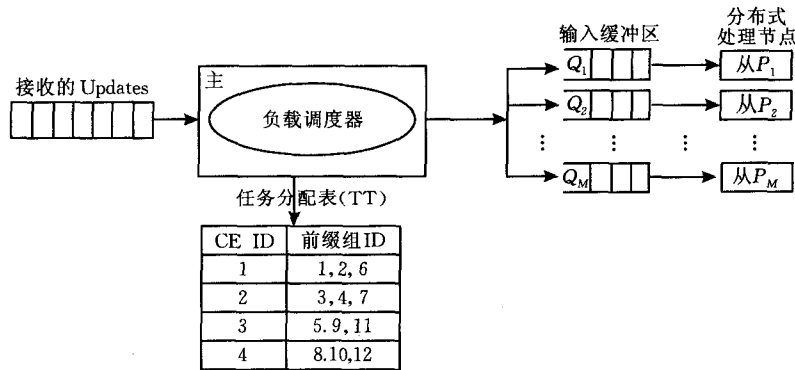 接收的 Updates
主
负载调度器
输入缓冲区
分布式
处理节点
Q1
从P1
Q2
从P2
⋮ ⋮ ⋮ ⋮
QM
从PM
任务分配表(TT)
CE ID 前缀组ID
1 1,2,6
2 3,4,7
3 5.9,11
4 8.10,12